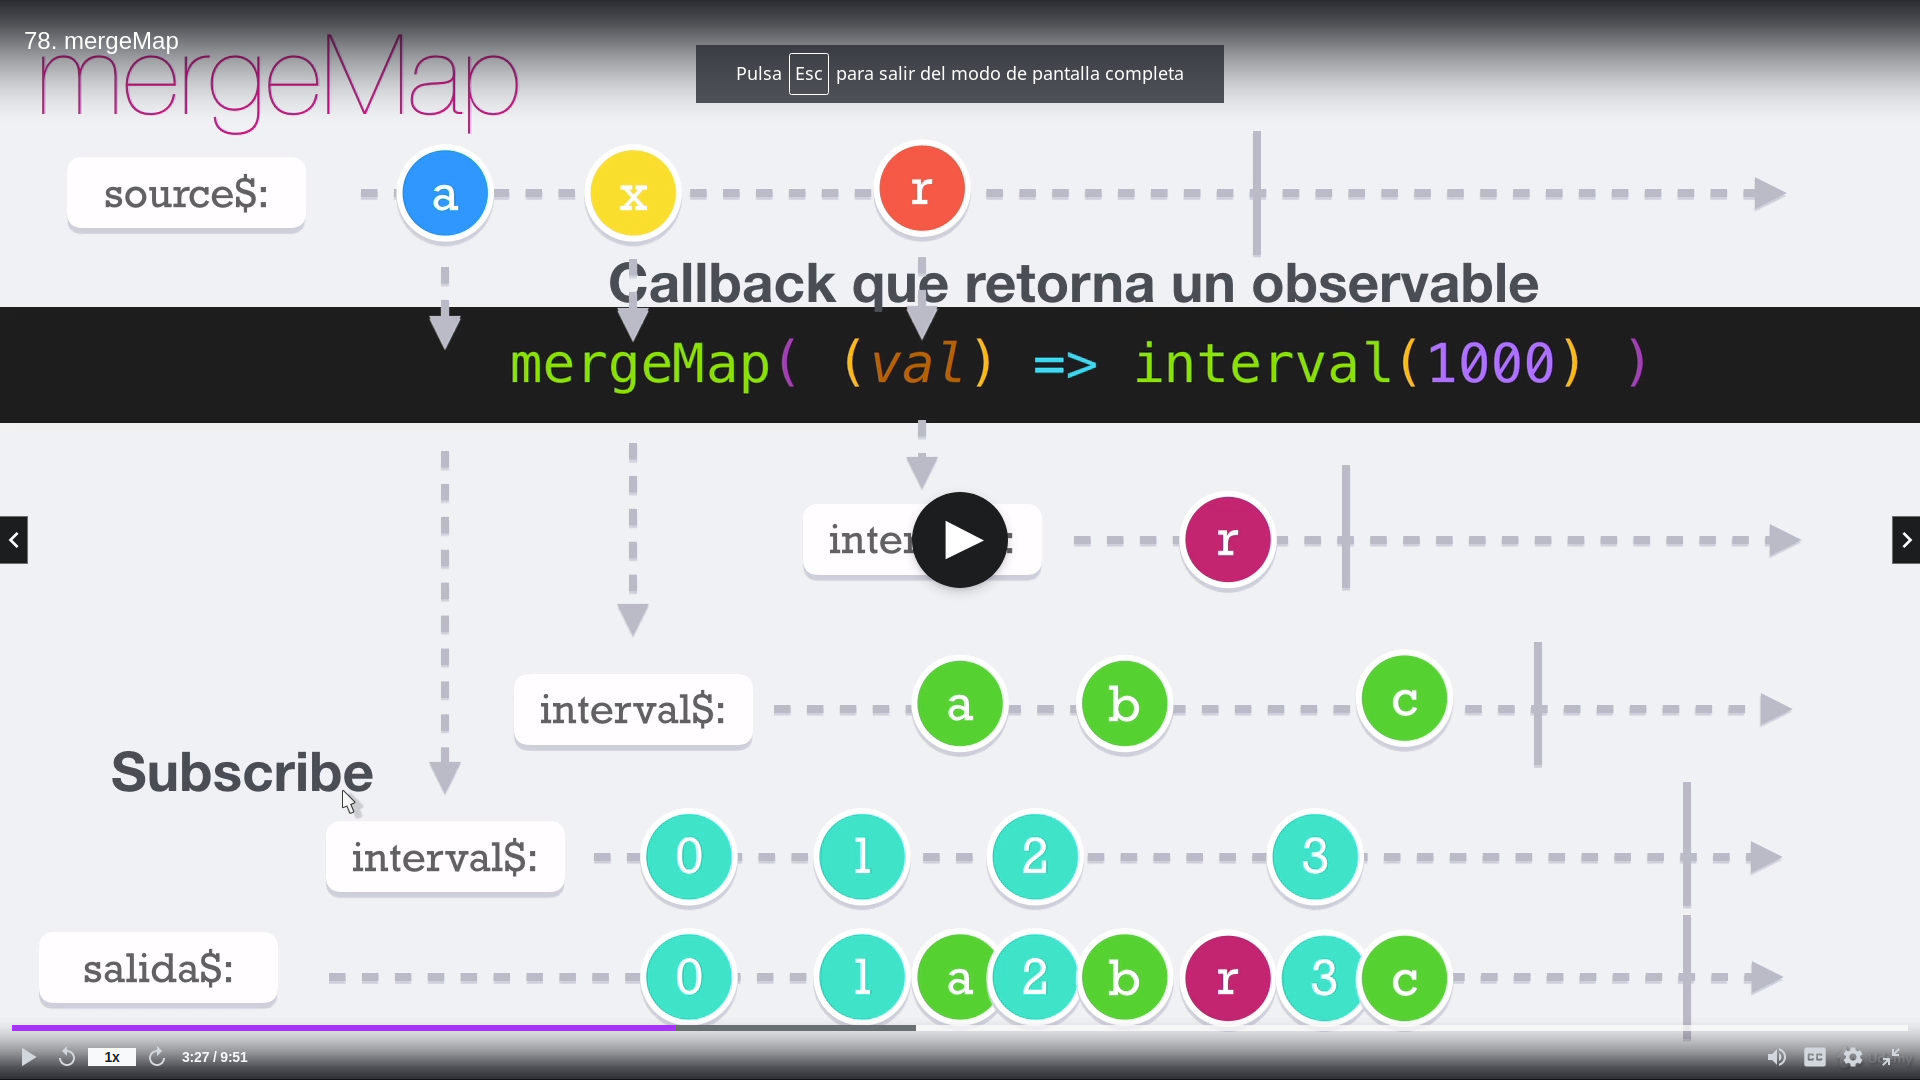 78. mergeMap
mergeMap
Pulsa Esc para salir del modo de pantalla completa
source$: a x r
Callback que retorna un observable
mergeMap( (val) => interval(1000) )
r
interval$: a b c
Subscribe
interval$: 0 1 2 3
salida$: 0 1 a 2 b r 3 c
1x 3:27 / 9:51 CC